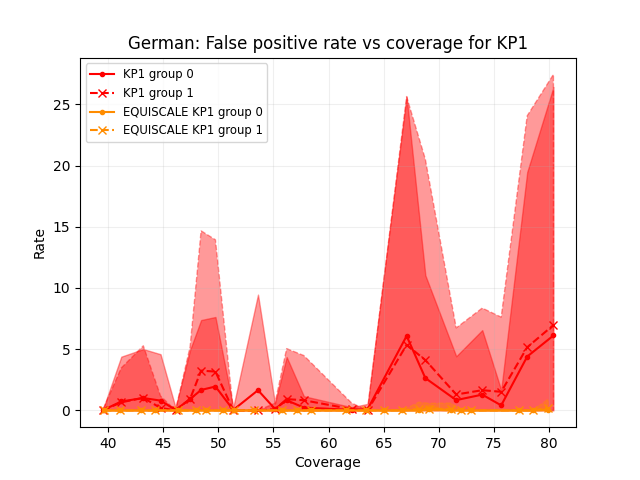 German: False positive rate vs coverage for KP1
KP1 group 0
KP1 group 1
EQUISCALE KP1 group 0
EQUISCALE KP1 group 1
25
20
15
10
5
0
Rate
40 45 50 55 60 65 70 75 80
Coverage